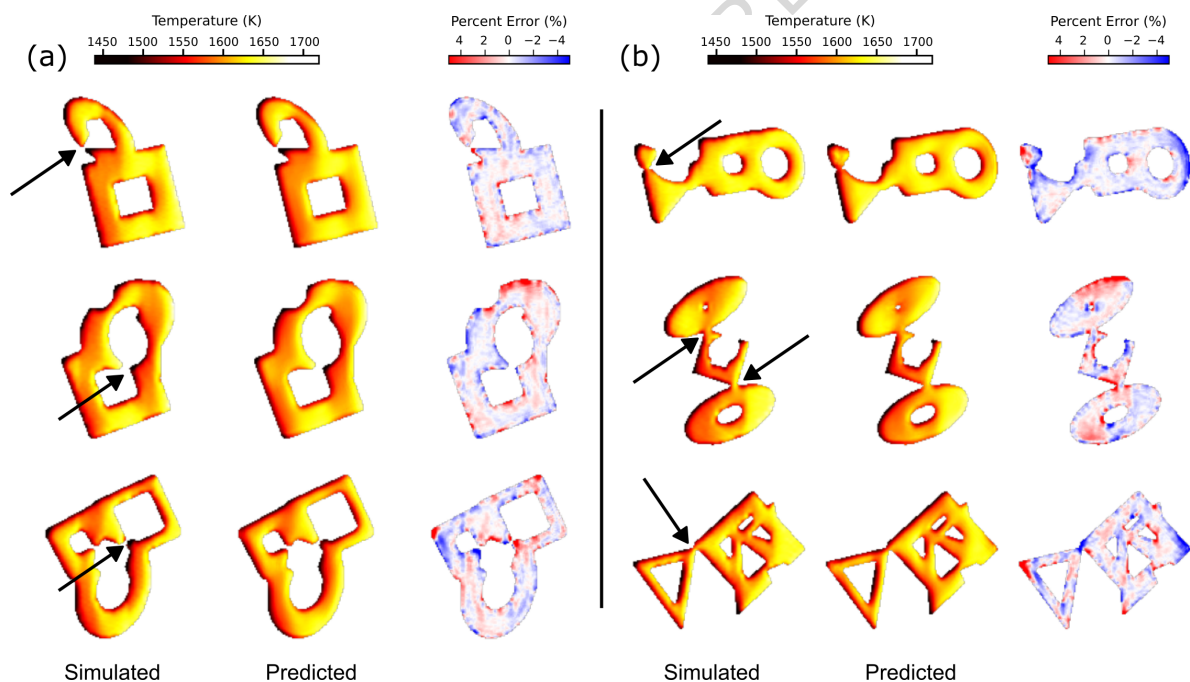 Temperature (K)
1450 1500 1550 1600 1650 1700
Percent Error (%)
4 2 0 −2 −4
(a)
Temperature (K)
1450 1500 1550 1600 1650 1700
Percent Error (%)
4 2 0 −2 −4
(b)
Simulated
Predicted
Simulated
Predicted